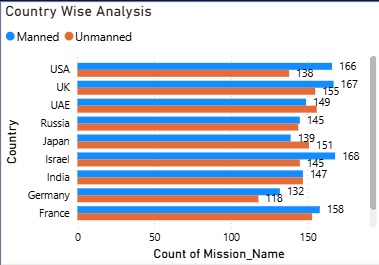 Country Wise Analysis
Manned Unmanned
USA 166
138
UK 167
155
UAE 149
Russia 145
Japan 139
151
Israel 168
145
India 147
Germany 132
118
France 158
0 50 100 150
Count of Mission_Name
Country